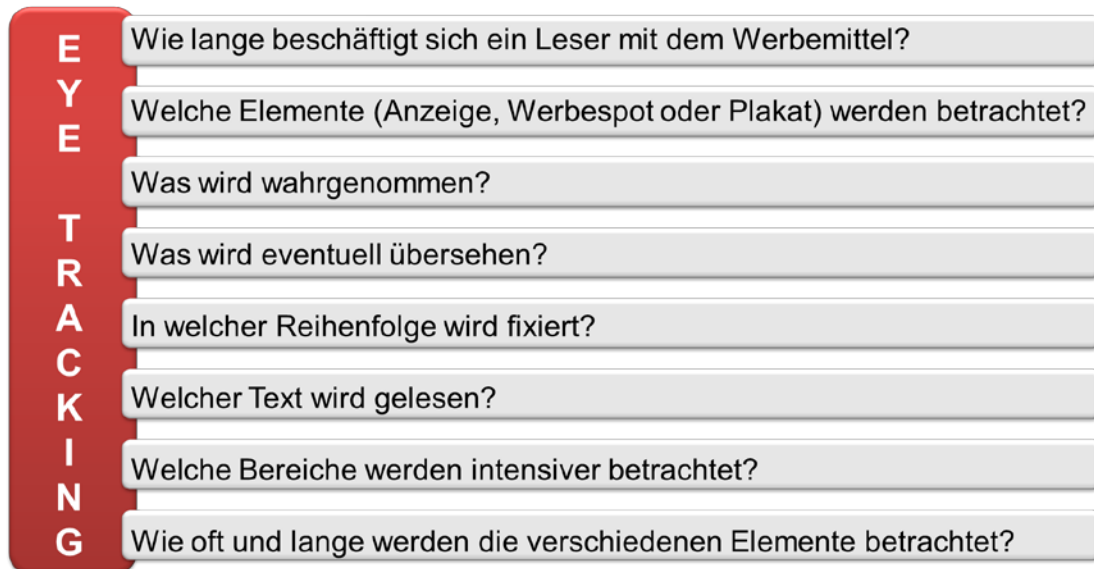 EYE TRACKING
Wie lange beschäftigt sich ein Leser mit dem Werbemittel?
Welche Elemente (Anzeige, Werbespot oder Plakat) werden betrachtet?
Was wird wahrgenommen?
Was wird eventuell übersehen?
In welcher Reihenfolge wird fixiert?
Welcher Text wird gelesen?
Welche Bereiche werden intensiver betrachtet?
Wie oft und lange werden die verschiedenen Elemente betrachtet?